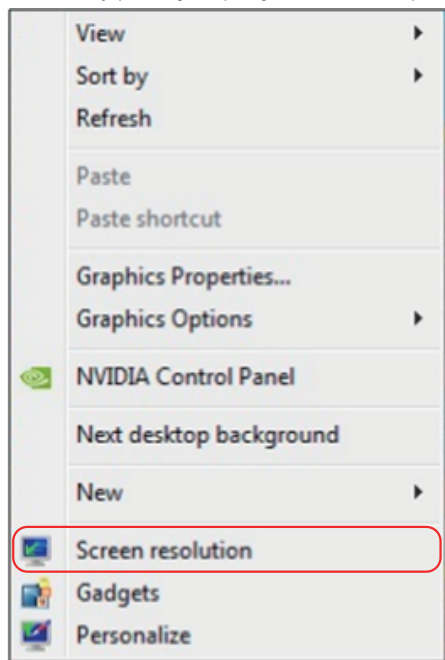 View
Sort by
Refresh
Paste
Paste shortcut
Graphics Properties...
Graphics Options
NVIDIA Control Panel
Next desktop background
New
Screen resolution
Gadgets
Personalize